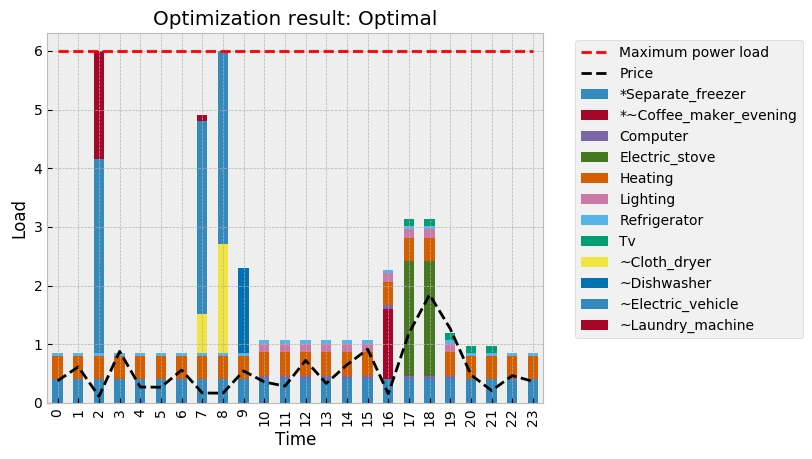 Optimization result: Optimal
Load
6
5
4
3
2
1
0
0 1 2 3 4 5 6 7 8 9 10 11 12 13 14 15 16 17 18 19 20 21 22 23
Time
Maximum power load
Price
*Separate_freezer
*~Coffee_maker_evening
Computer
Electric_stove
Heating
Lighting
Refrigerator
Tv
~Cloth_dryer
~Dishwasher
~Electric_vehicle
~Laundry_machine